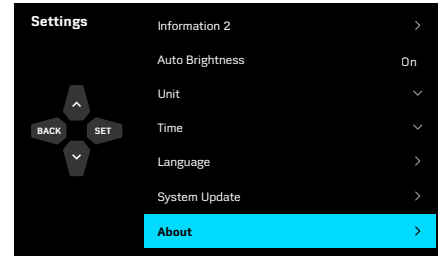 Settings
Information 2
Auto Brightness On
Unit
Time
BACK SET
Language
System Update
About